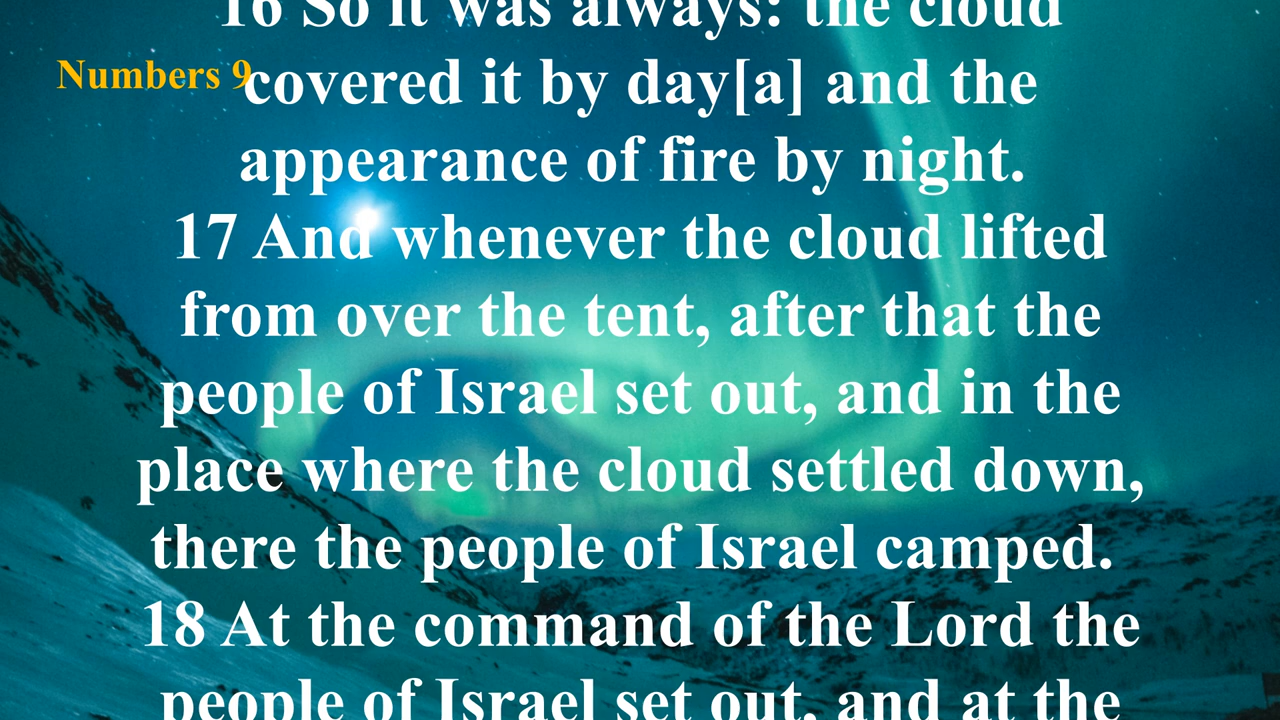 16 So it was always: the cloud
Numbers 9
covered it by day[a] and the
appearance of fire by night.
17 And whenever the cloud lifted
from over the tent, after that the
people of Israel set out, and in the
place where the cloud settled down,
there the people of Israel camped.
18 At the command of the Lord the
people of Israel set out, and at the